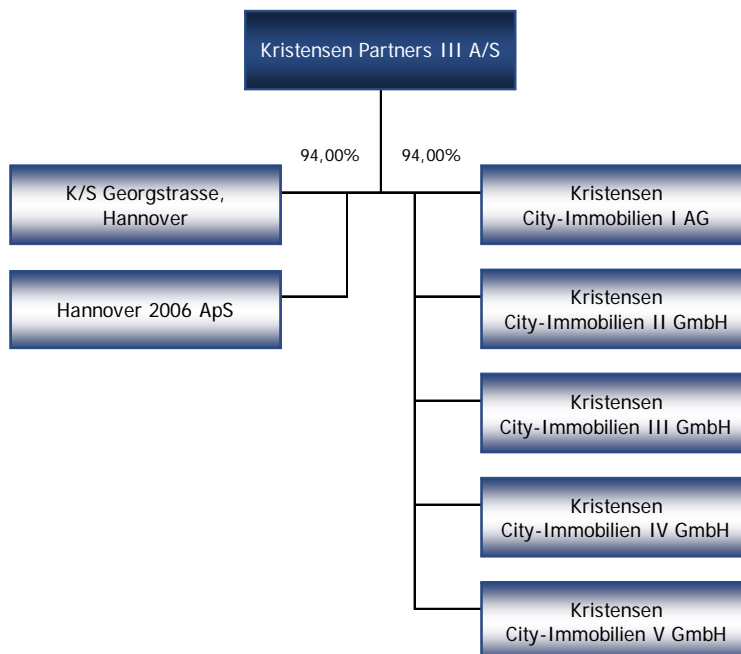 Kristensen Partners III A/S
94,00%
94,00%
K/S Georgstrasse,
Hannover
Hannover 2006 ApS
Kristensen
City-Immobilien I AG
Kristensen
City-Immobilien II GmbH
Kristensen
City-Immobilien III GmbH
Kristensen
City-Immobilien IV GmbH
Kristensen
City-Immobilien V GmbH